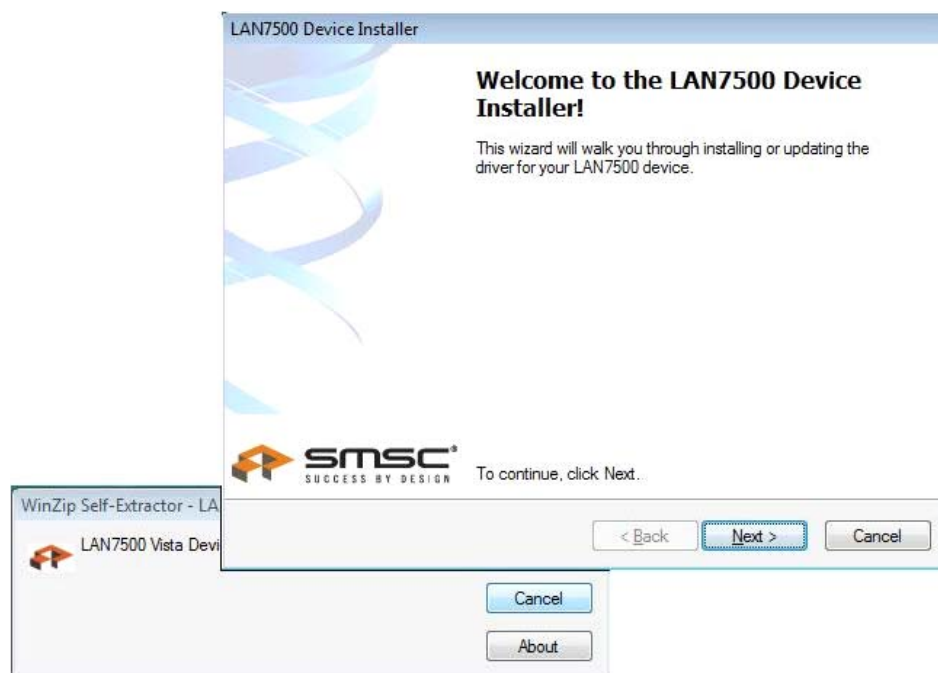 LAN7500 Device Installer
Welcome to the LAN7500 Device
Installer!
This wizard will walk you through installing or updating the
driver for your LAN7500 device.
smsc®
SUCCESS BY DESIGN
To continue, click Next.
< Back
Next >
Cancel
WinZip Self-Extractor - LA
LAN7500 Vista Devi
Cancel
About